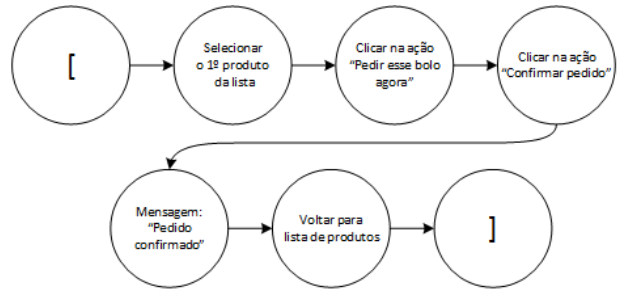 [
Selecionar
o 1º produto
da lista
Clicar na ação
“Pedir esse bolo
agora”
Clicar na ação
“Confirmar pedido”
Mensagem:
“Pedido
confirmado”
Voltar para
lista de produtos
]